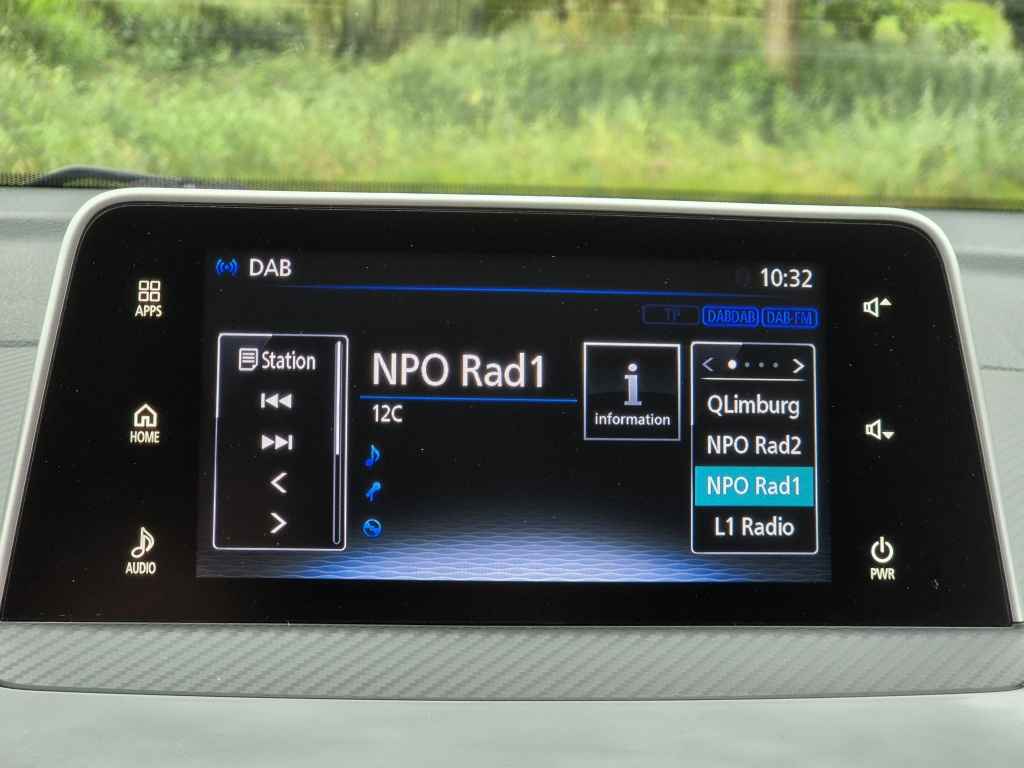 DAB
10:32
TP
DABDAB
DAB-FM
APPS
HOME
AUDIO
Station
NPO Rad1
12C
i
information
QLimburg
NPO Rad2
NPO Rad1
L1 Radio
PWR